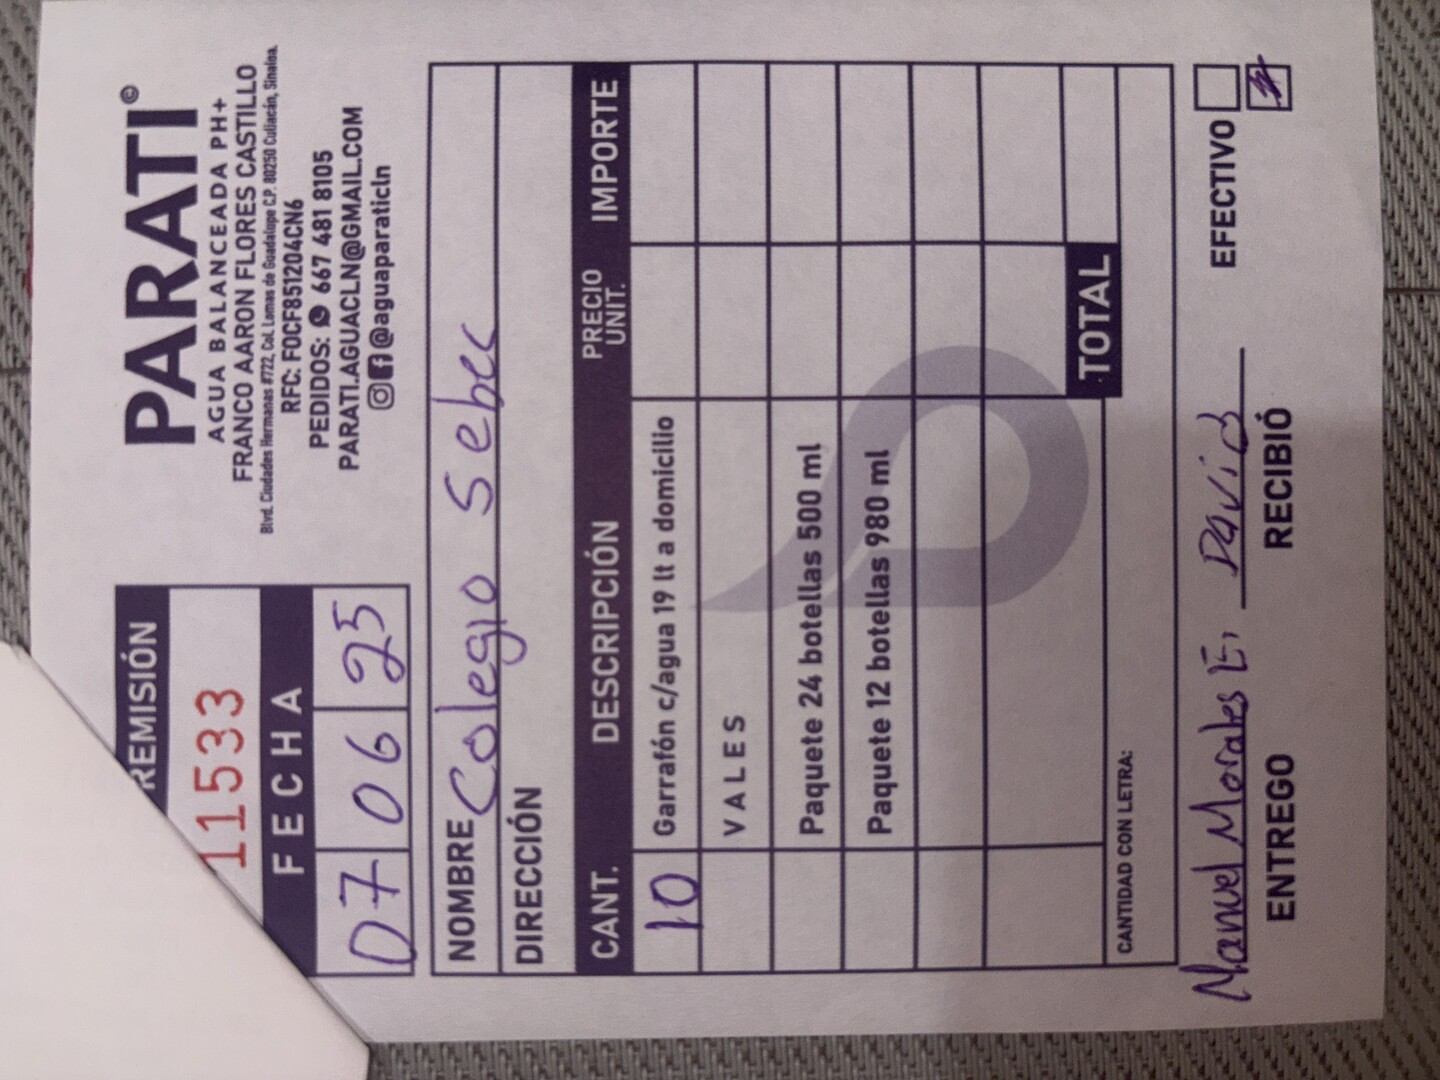 REMISIÓN
11533
FECHA
07 06 25
PARATI©
AGUA BALANCEADA PH+
FRANCO AARON FLORES CASTILLO
Blvd. Ciudades Hermanas #722, Col. Lomas de Guadalupe C.P. 80250 Culiacán, Sinaloa.
RFC: FOCF851204CN6
PEDIDOS: 667 481 8105
PARATI.AGUACLN@GMAIL.COM
@aguaparaticln
NOMBRE Colegio Sebec
DIRECCIÓN
CANT. DESCRIPCIÓN PRECIO UNIT. IMPORTE
10 Garrafón c/agua 19 lt a domicilio
VALES
Paquete 24 botellas 500 ml
Paquete 12 botellas 980 ml
TOTAL
CANTIDAD CON LETRA:
Manuel Morales E. David
ENTREGO RECIBIÓ EFECTIVO